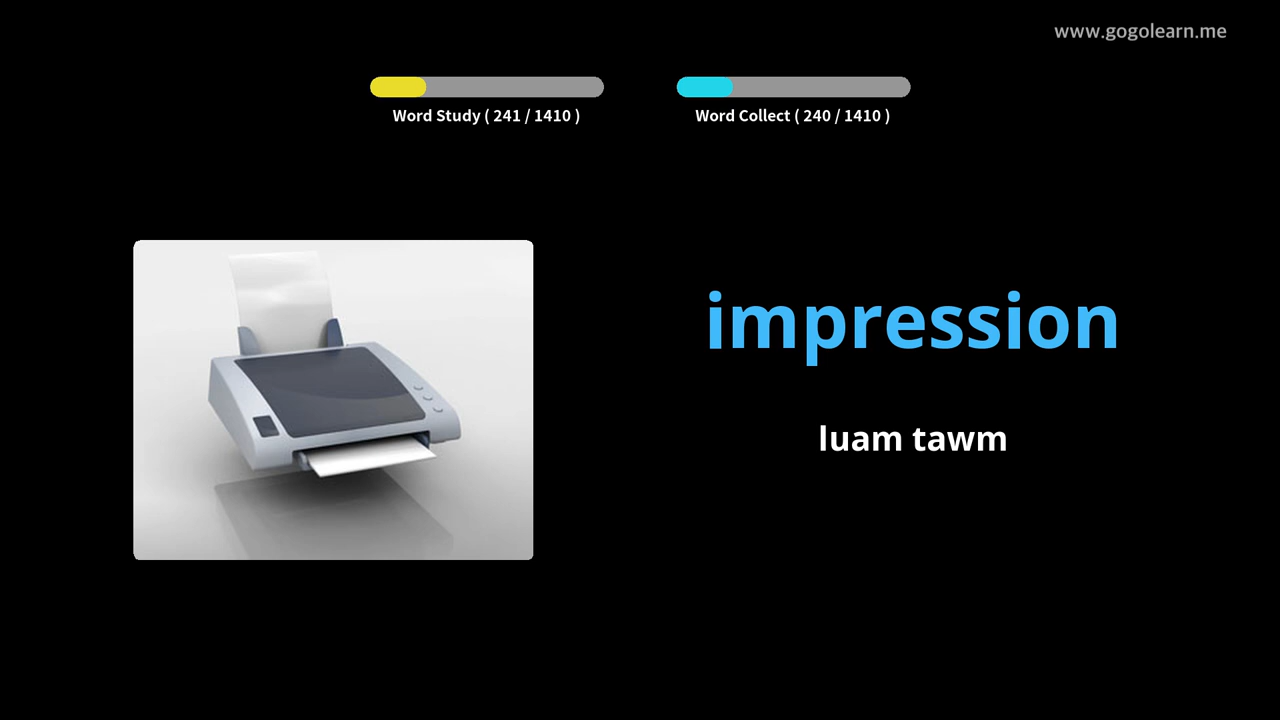 www.gogolearn.me
Word Study ( 241 / 1410 )
Word Collect ( 240 / 1410 )
impression
luam tawm